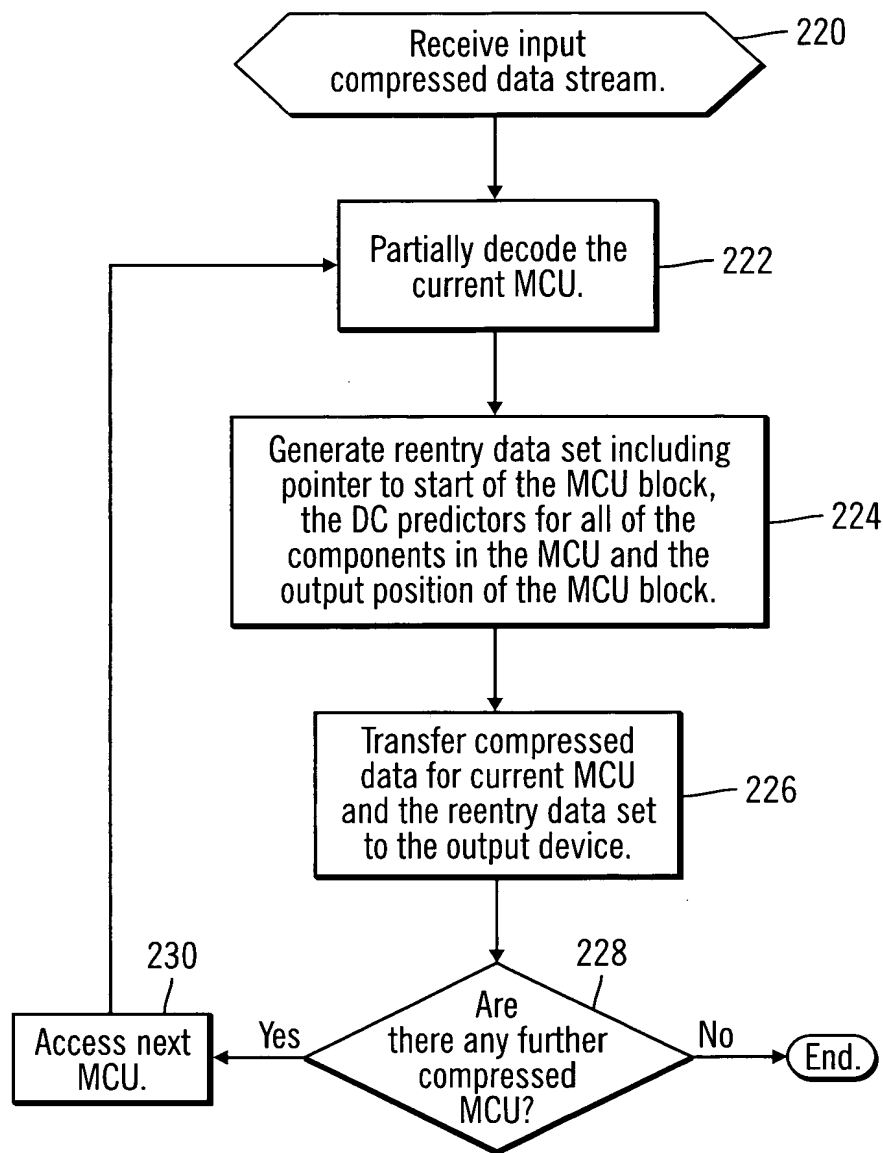 Receive input
compressed data stream.
220
Partially decode the
current MCU.
222
Generate reentry data set including
pointer to start of the MCU block,
the DC predictors for all of the
components in the MCU and the
output position of the MCU block.
224
Transfer compressed
data for current MCU
and the reentry data set
to the output device.
226
228
Are
there any further
compressed
MCU?
Yes
No
End.
230
Access next
MCU.